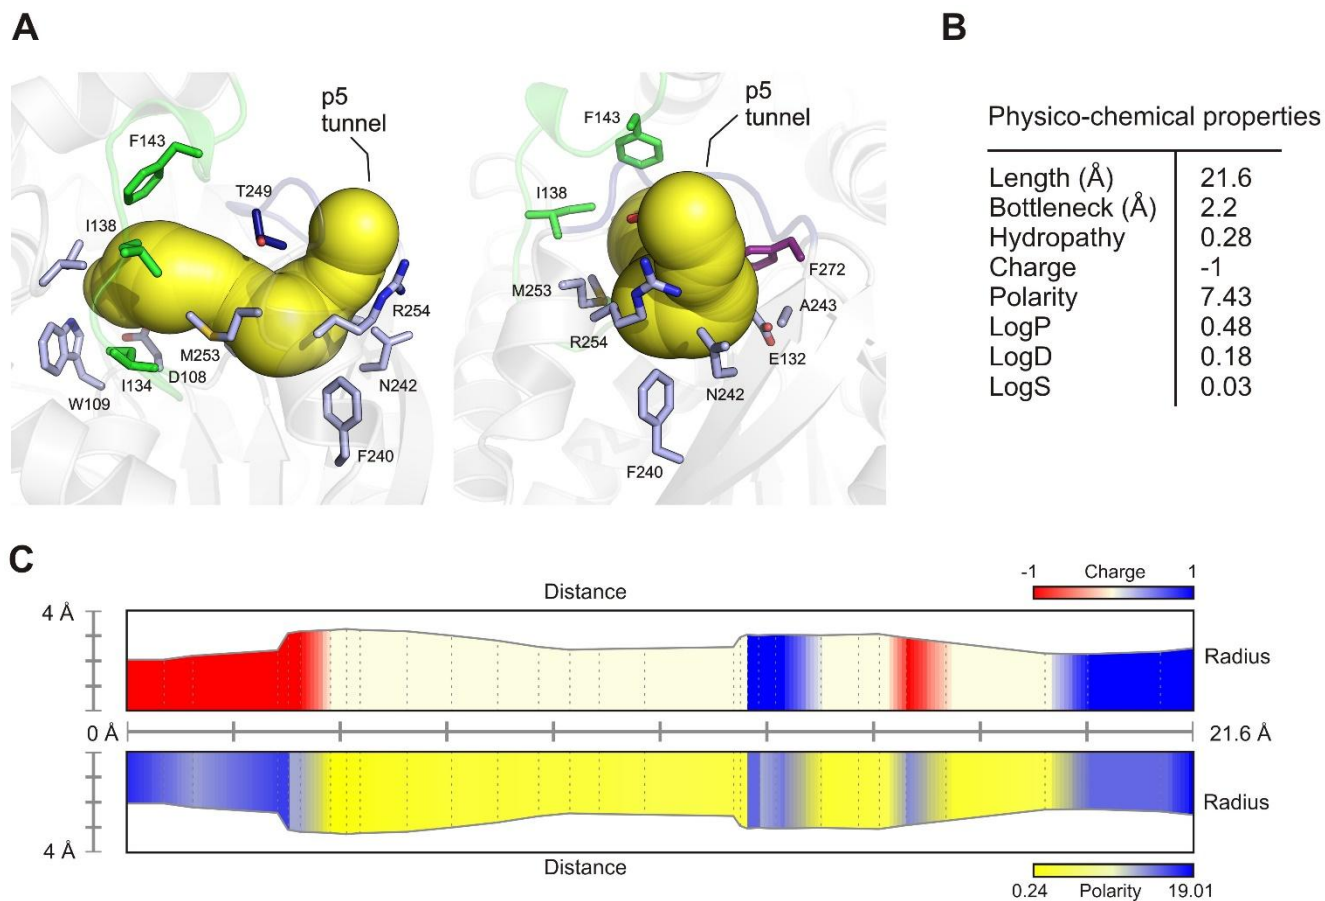 A
p5
tunnel
F143
T249
I138
R254
M253
I134
D108
N242
W109
F240
p5
tunnel
F143
I138
F272
M253
A243
R254
E132
N242
F240
B
Physico-chemical properties
Length (Å) 21.6
Bottleneck (Å) 2.2
Hydropathy 0.28
Charge -1
Polarity 7.43
LogP 0.48
LogD 0.18
LogS 0.03
C
-1 Charge 1
Distance
4 Å
Radius
0 Å 21.6 Å
Radius
4 Å
Distance
0.24 Polarity 19.01